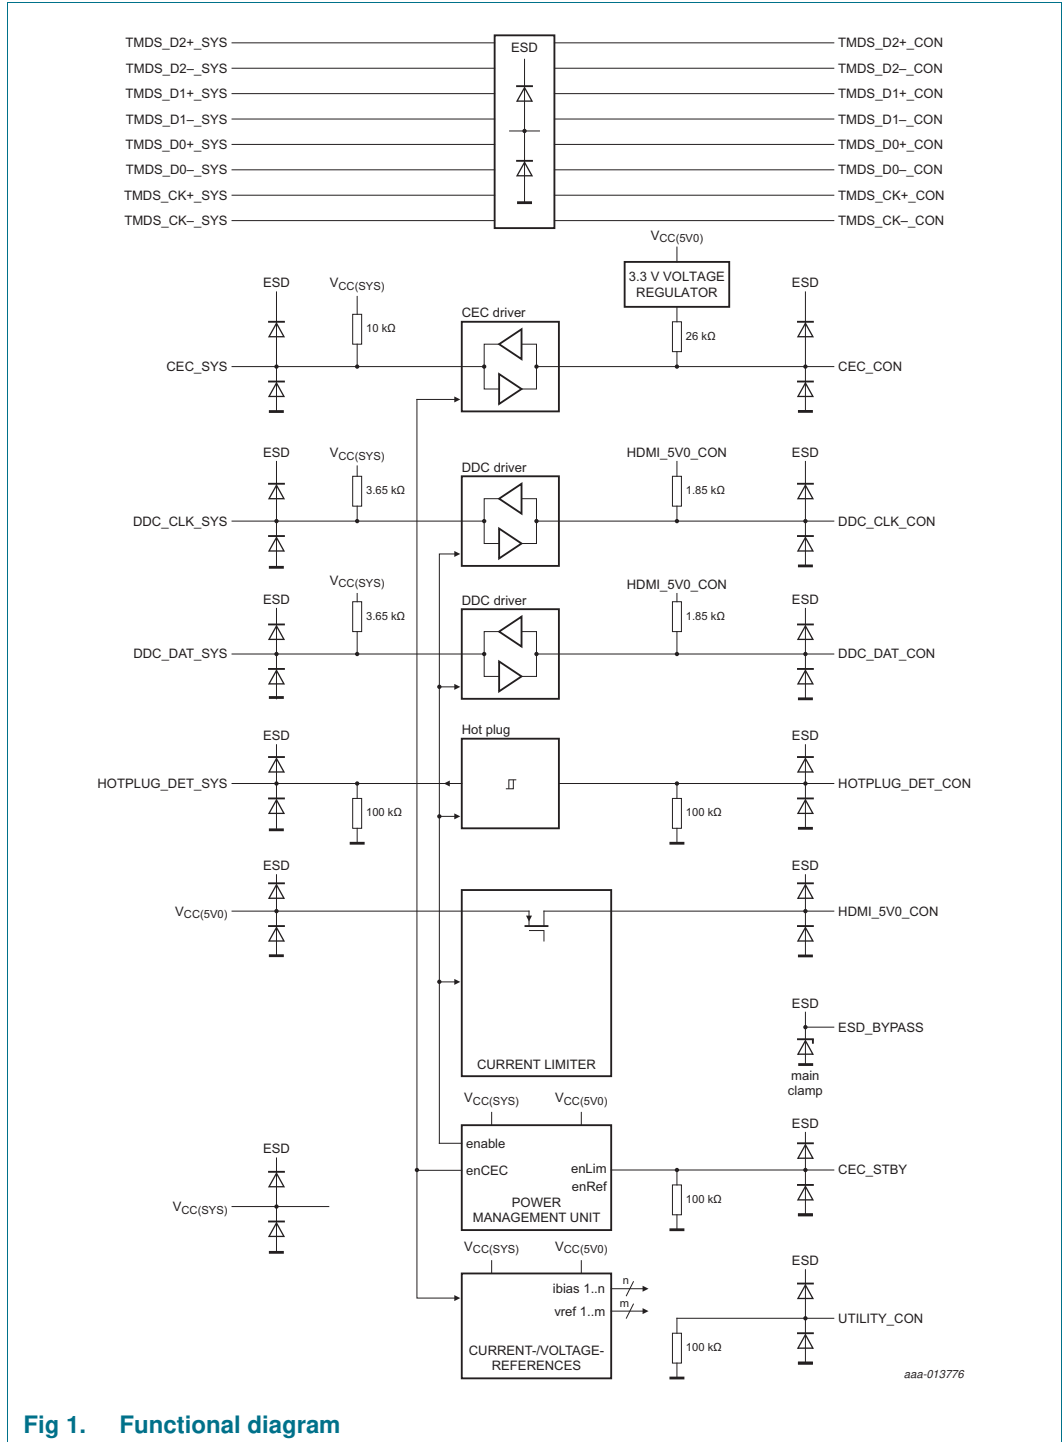 TMDS_D2+_SYS ESD TMDS_D2+_CON
TMDS_D2–_SYS TMDS_D2–_CON
TMDS_D1+_SYS TMDS_D1+_CON
TMDS_D1–_SYS TMDS_D1–_CON
TMDS_D0+_SYS TMDS_D0+_CON
TMDS_D0–_SYS TMDS_D0–_CON
TMDS_CK+_SYS TMDS_CK+_CON
TMDS_CK–_SYS TMDS_CK–_CON
VCC(5V0)
3.3 V VOLTAGE
REGULATOR
ESD VCC(SYS) ESD
CEC driver
10 kΩ 26 kΩ
CEC_SYS CEC_CON
ESD VCC(SYS) HDMI_5V0_CON ESD
DDC driver
3.65 kΩ 1.85 kΩ
DDC_CLK_SYS DDC_CLK_CON
VCC(SYS) HDMI_5V0_CON
ESD DDC driver ESD
3.65 kΩ 1.85 kΩ
DDC_DAT_SYS DDC_DAT_CON
ESD Hot plug ESD
HOTPLUG_DET_SYS HOTPLUG_DET_CON
100 kΩ 100 kΩ
ESD ESD
VCC(5V0) HDMI_5V0_CON
ESD
ESD_BYPASS
CURRENT LIMITER
main
clamp
VCC(SYS) VCC(5V0)
ESD
enable
ESD
enCEC enLim CEC_STBY
enRef
100 kΩ
VCC(SYS)
POWER
MANAGEMENT UNIT
VCC(SYS) VCC(5V0)
ESD
ibias 1..n n
vref 1..m m
UTILITY_CON
100 kΩ
CURRENT-/VOLTAGE-
REFERENCES
aaa-013776
Fig 1. Functional diagram